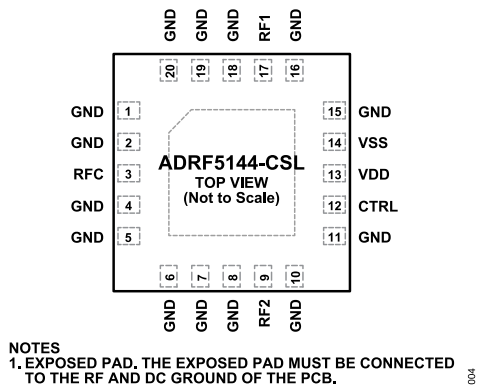 GND GND GND RF1 GND
20 19 18 17 16
GND 1 15 GND
GND 2 14 VSS
RFC 3 13 VDD
GND 4 12 CTRL
GND 5 11 GND
ADRF5144-CSL
TOP VIEW
(Not to Scale)
6 7 8 9 10
GND GND GND RF2 GND
NOTES
1. EXPOSED PAD. THE EXPOSED PAD MUST BE CONNECTED
TO THE RF AND DC GROUND OF THE PCB.
004